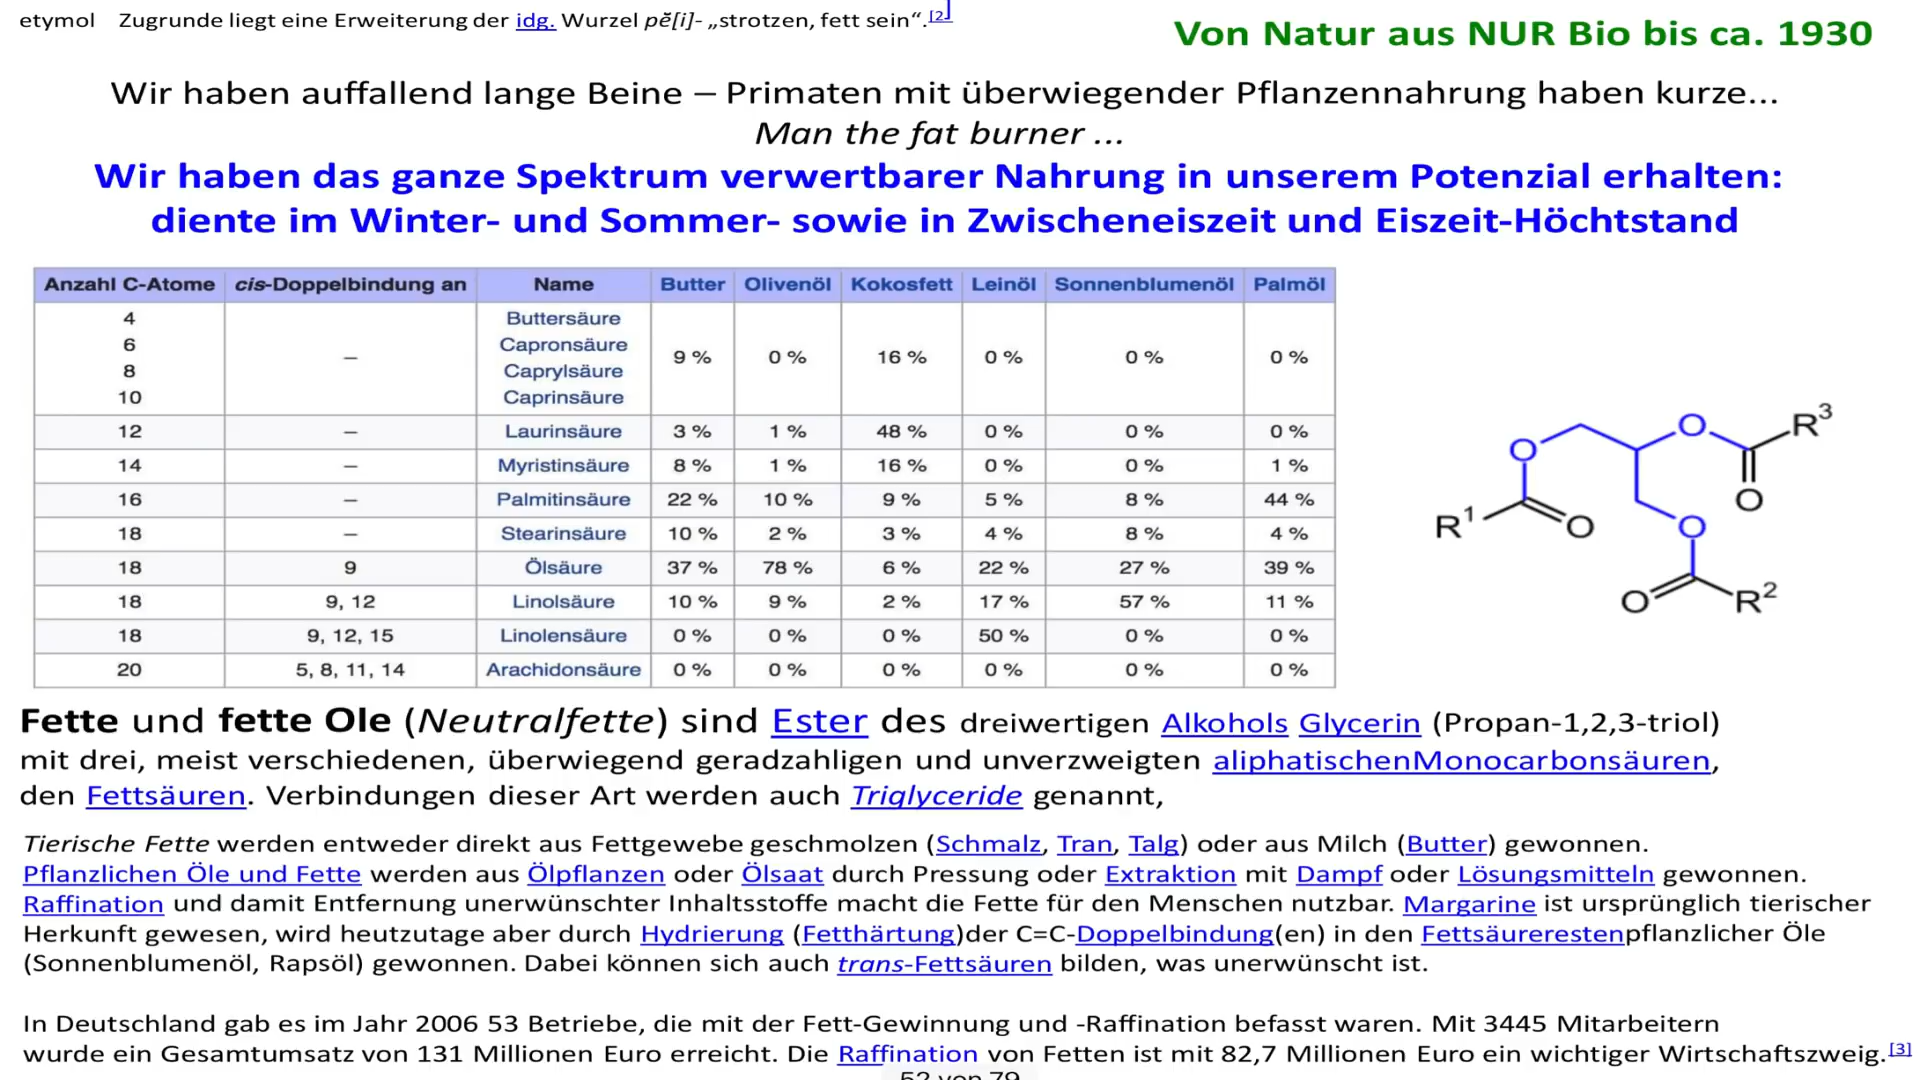 etymol Zugrunde liegt eine Erweiterung der idg. Wurzel pē̆[i]- „strotzen, fett sein“.[2]
Von Natur aus NUR Bio bis ca. 1930
Wir haben auffallend lange Beine – Primaten mit überwiegender Pflanzennahrung haben kurze...
Man the fat burner ...
Wir haben das ganze Spektrum verwertbarer Nahrung in unserem Potenzial erhalten:
diente im Winter- und Sommer- sowie in Zwischeneiszeit und Eiszeit-Höchtstand
Anzahl C-Atome cis-Doppelbindung an Name Butter Olivenöl Kokosfett Leinöl Sonnenblumenöl Palmöl
4 Buttersäure
6 Capronsäure
– 9 % 0 % 16 % 0 % 0 % 0 %
8 Caprylsäure
10 Caprinsäure
12 – Laurinsäure 3 % 1 % 48 % 0 % 0 % 0 %
14 – Myristinsäure 8 % 1 % 16 % 0 % 0 % 1 %
16 – Palmitinsäure 22 % 10 % 9 % 5 % 8 % 44 %
18 – Stearinsäure 10 % 2 % 3 % 4 % 8 % 4 %
18 9 Ölsäure 37 % 78 % 6 % 22 % 27 % 39 %
18 9, 12 Linolsäure 10 % 9 % 2 % 17 % 57 % 11 %
18 9, 12, 15 Linolensäure 0 % 0 % 0 % 50 % 0 % 0 %
20 5, 8, 11, 14 Arachidonsäure 0 % 0 % 0 % 0 % 0 % 0 %
O O R3
R1 O O O
O R2
Fette und fette Ole (Neutralfette) sind Ester des dreiwertigen Alkohols Glycerin (Propan-1,2,3-triol)
mit drei, meist verschiedenen, überwiegend geradzahligen und unverzweigten aliphatischenMonocarbonsäuren,
den Fettsäuren. Verbindungen dieser Art werden auch Triglyceride genannt,
Tierische Fette werden entweder direkt aus Fettgewebe geschmolzen (Schmalz, Tran, Talg) oder aus Milch (Butter) gewonnen.
Pflanzlichen Öle und Fette werden aus Ölpflanzen oder Ölsaat durch Pressung oder Extraktion mit Dampf oder Lösungsmitteln gewonnen.
Raffination und damit Entfernung unerwünschter Inhaltsstoffe macht die Fette für den Menschen nutzbar. Margarine ist ursprünglich tierischer
Herkunft gewesen, wird heutzutage aber durch Hydrierung (Fetthärtung)der C=C-Doppelbindung(en) in den Fettsäurerestenpflanzlicher Öle
(Sonnenblumenöl, Rapsöl) gewonnen. Dabei können sich auch trans-Fettsäuren bilden, was unerwünscht ist.
In Deutschland gab es im Jahr 2006 53 Betriebe, die mit der Fett-Gewinnung und -Raffination befasst waren. Mit 3445 Mitarbeitern
wurde ein Gesamtumsatz von 131 Millionen Euro erreicht. Die Raffination von Fetten ist mit 82,7 Millionen Euro ein wichtiger Wirtschaftszweig.[3]
52 von 79